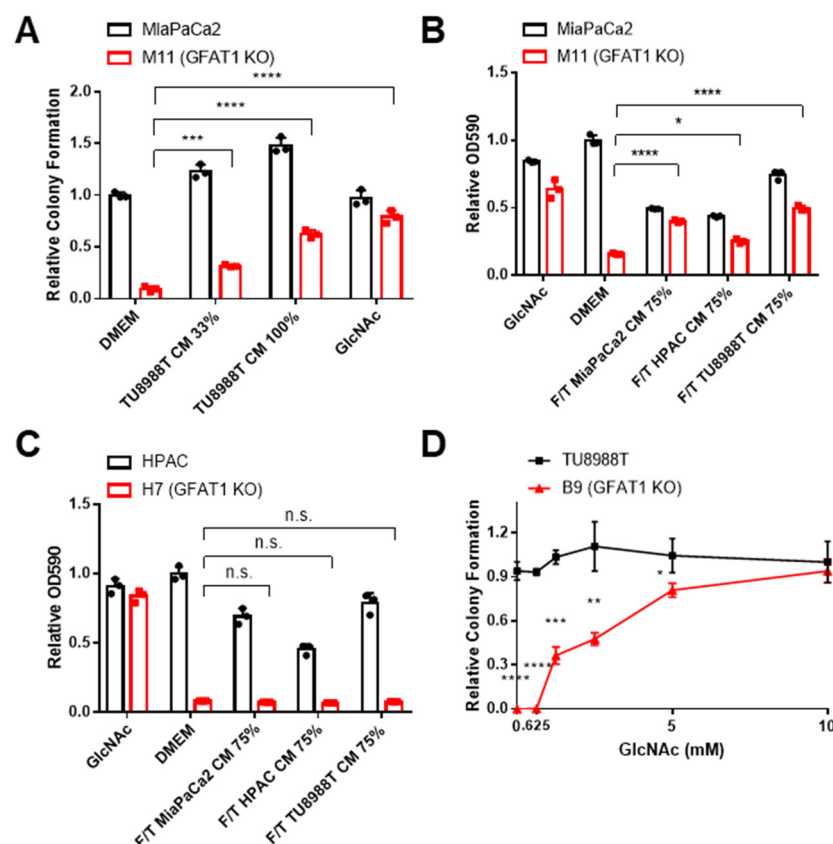 A
MIaPaCa2
M11 (GFAT1 KO)
****
****
***
Relative Colony Formation
2.0
1.5
1.0
0.5
0.0
DMEM
TU8988T CM 33%
TU8988T CM 100%
GlcNAc
B
MiaPaCa2
M11 (GFAT1 KO)
****
*
****
Relative OD590
1.5
1.0
0.5
0.0
GlcNAc
DMEM
F/T MiaPaCa2 CM 75%
F/T HPAC CM 75%
F/T TU8988T CM 75%
C
HPAC
H7 (GFAT1 KO)
n.s.
n.s.
n.s.
Relative OD590
1.5
1.0
0.5
0.0
GlcNAc
DMEM
F/T MiaPaCa2 CM 75%
F/T HPAC CM 75%
F/T TU8988T CM 75%
D
TU8988T
B9 (GFAT1 KO)
Relative Colony Formation
1.2
0.9
0.6
0.3
0.0
****
****
***
**
*
0.625
5
10
GlcNAc (mM)